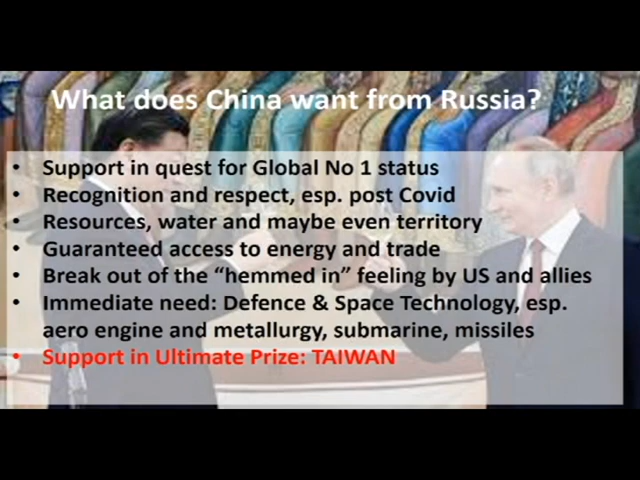 What does China want from Russia?
• Support in quest for Global No 1 status
• Recognition and respect, esp. post Covid
• Resources, water and maybe even territory
• Guaranteed access to energy and trade
• Break out of the “hemmed in” feeling by US and allies
• Immediate need: Defence & Space Technology, esp.
aero engine and metallurgy, submarine, missiles
• Support in Ultimate Prize: TAIWAN